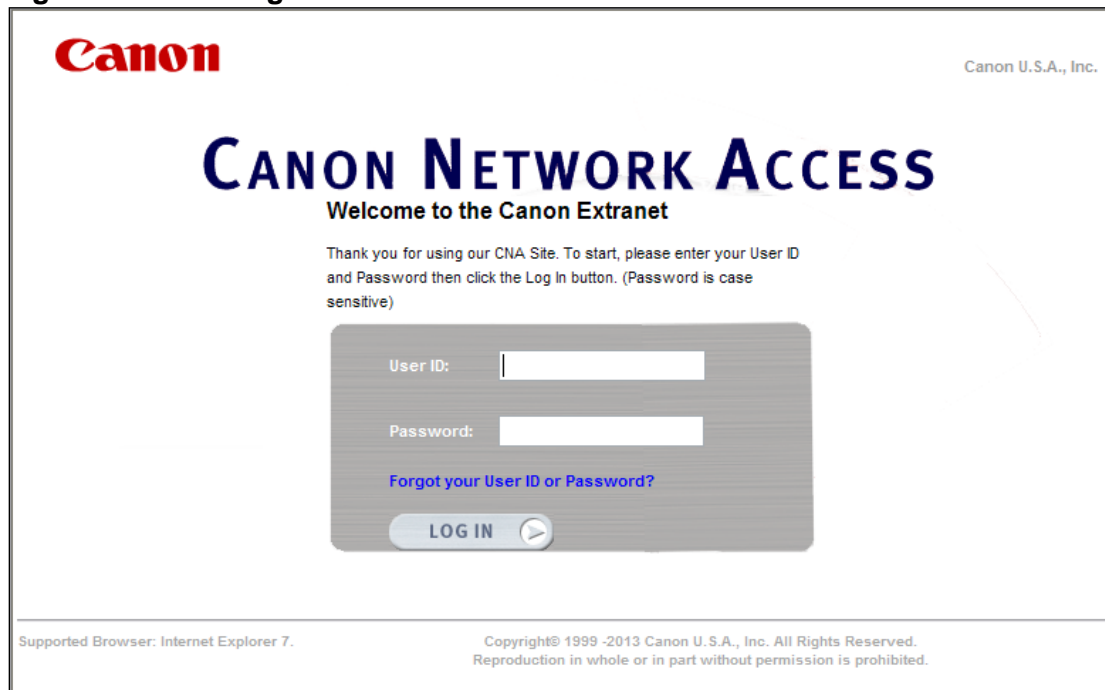 Canon
Canon U.S.A., Inc.
CANON NETWORK ACCESS
Welcome to the Canon Extranet
Thank you for using our CNA Site. To start, please enter your User ID
and Password then click the Log In button. (Password is case
sensitive)
User ID:
Password:
Forgot your User ID or Password?
LOG IN
Supported Browser: Internet Explorer 7.
Copyright© 1999 -2013 Canon U.S.A., Inc. All Rights Reserved.
Reproduction in whole or in part without permission is prohibited.